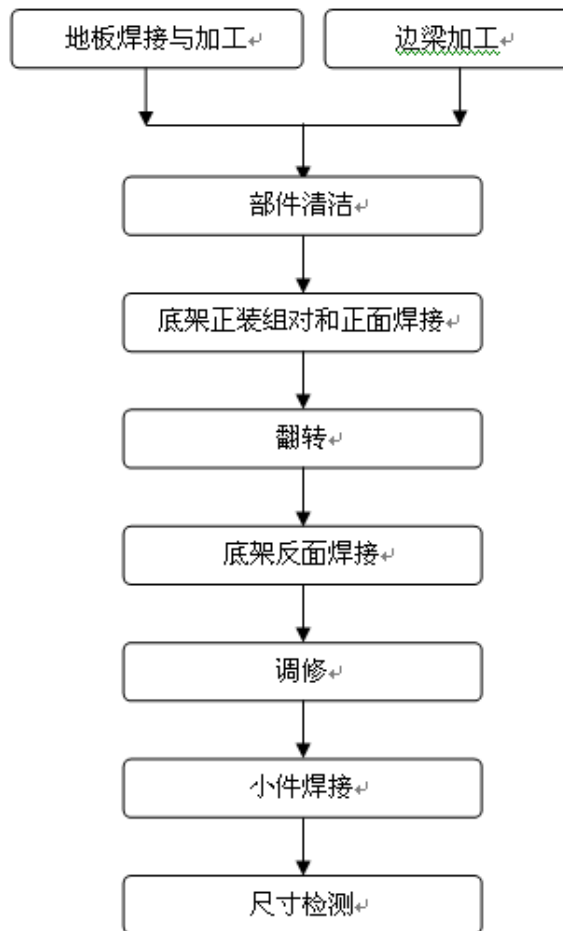 地板焊接与加工
边梁加工
部件清洁
底架正装组对和正面焊接
翻转
底架反面焊接
调修
小件焊接
尺寸检测